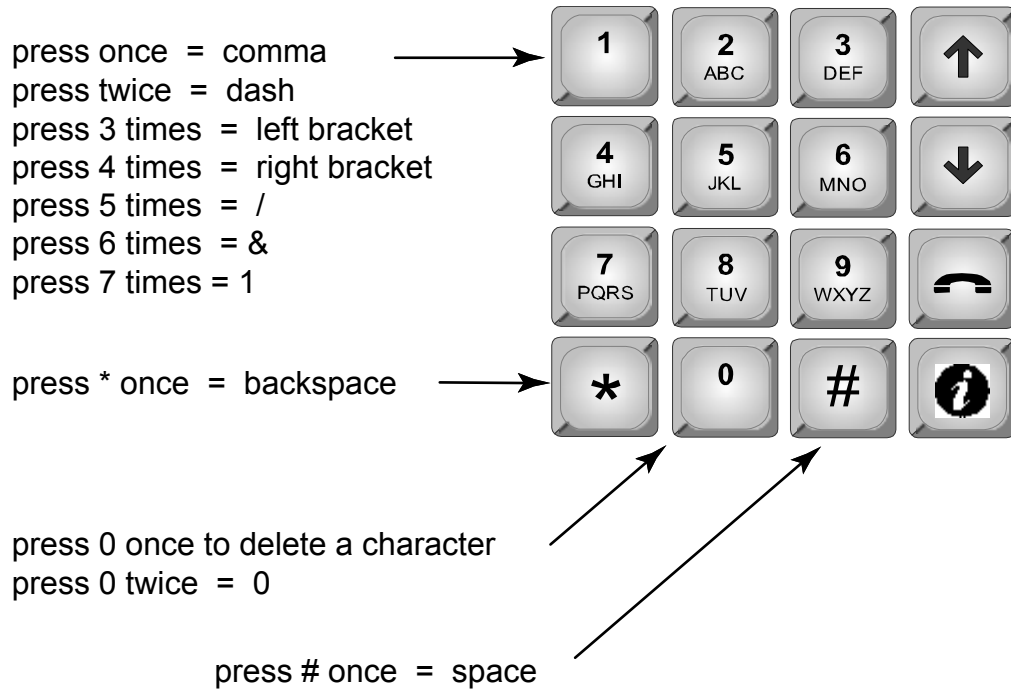 press once = comma
press twice = dash
press 3 times = left bracket
press 4 times = right bracket
press 5 times = /
press 6 times = &
press 7 times = 1
press * once = backspace
press 0 once to delete a character
press 0 twice = 0
press # once = space
1
2
ABC
3
DEF
4
GHI
5
JKL
6
MNO
7
PQRS
8
TUV
9
WXYZ
*
0
#
i